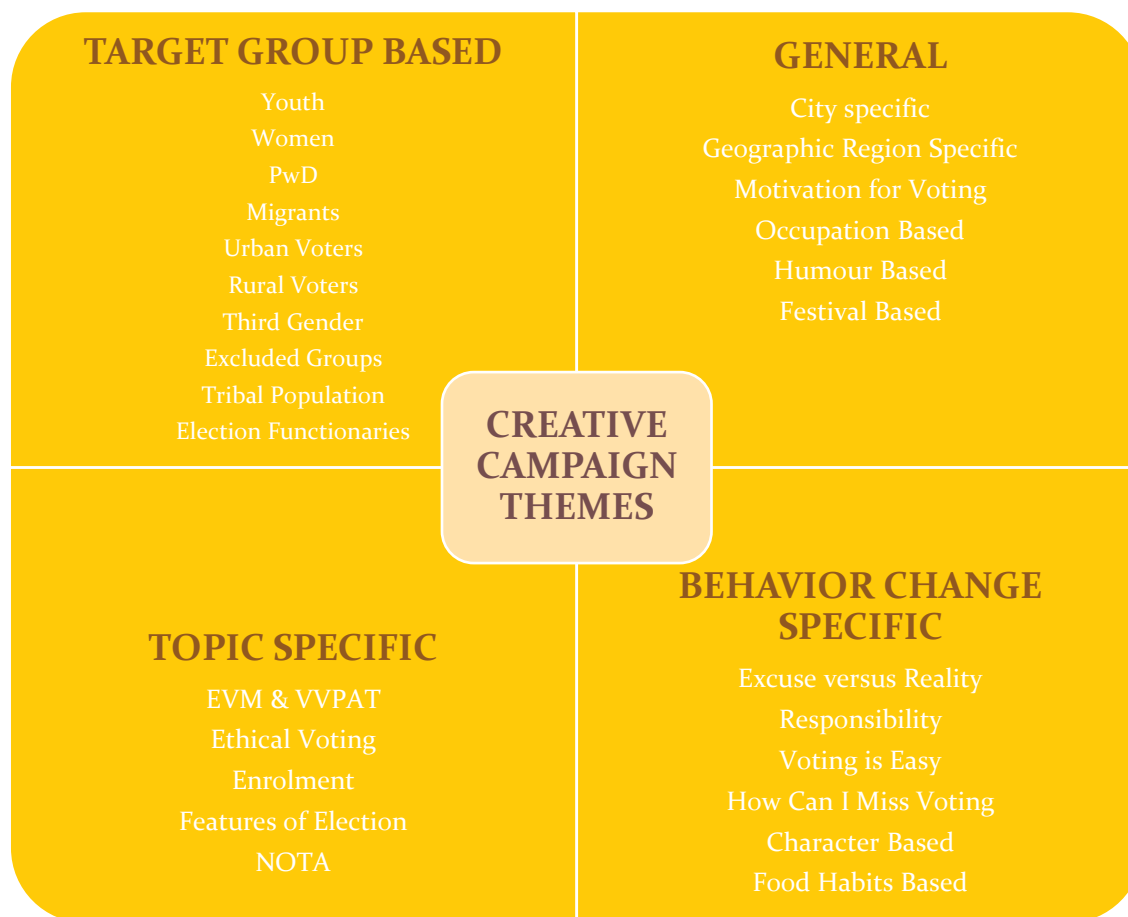 TARGET GROUP BASED
Youth
Women
PwD
Migrants
Urban Voters
Rural Voters
Third Gender
Excluded Groups
Tribal Population
Election Functionaries
GENERAL
City specific
Geographic Region Specific
Motivation for Voting
Occupation Based
Humour Based
Festival Based
CREATIVE
CAMPAIGN
THEMES
TOPIC SPECIFIC
EVM & VVPAT
Ethical Voting
Enrolment
Features of Election
NOTA
BEHAVIOR CHANGE
SPECIFIC
Excuse versus Reality
Responsibility
Voting is Easy
How Can I Miss Voting
Character Based
Food Habits Based